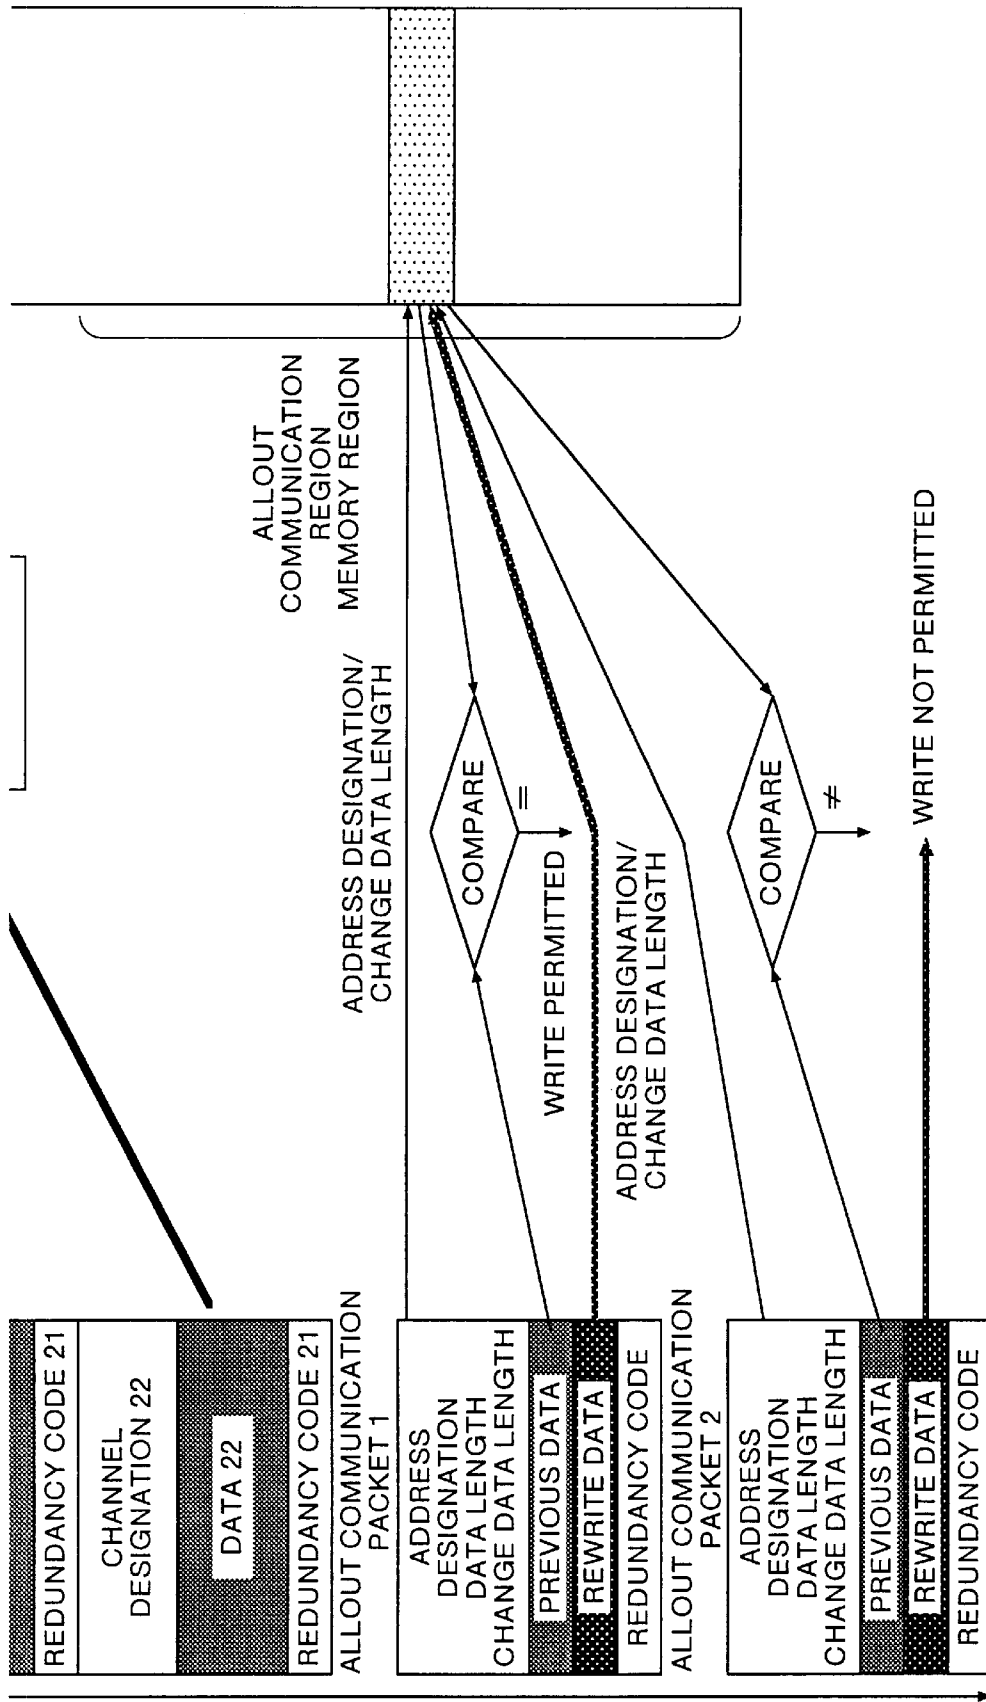 REDUNDANCY CODE 21
CHANNEL
DESIGNATION 22
DATA 22
REDUNDANCY CODE 21
ALLOUT COMMUNICATION
PACKET 1
ADDRESS
DESIGNATION
DATA LENGTH
CHANGE DATA LENGTH
PREVIOUS DATA
REWRITE DATA
REDUNDANCY CODE
ALLOUT COMMUNICATION
PACKET 2
ADDRESS
DESIGNATION
DATA LENGTH
CHANGE DATA LENGTH
PREVIOUS DATA
REWRITE DATA
REDUNDANCY CODE
ADDRESS DESIGNATION/
CHANGE DATA LENGTH
COMPARE
=
WRITE PERMITTED
ADDRESS DESIGNATION/
CHANGE DATA LENGTH
COMPARE
≠
WRITE NOT PERMITTED
ALLOUT
COMMUNICATION
REGION
MEMORY REGION